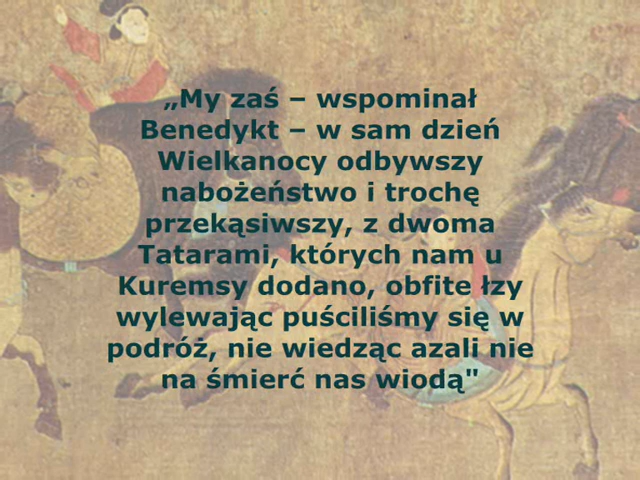 „My zaś – wspominał
Benedykt – w sam dzień
Wielkanocy odbywszy
nabożeństwo i trochę
przekąsiwszy, z dwoma
Tatarami, których nam u
Kuremsy dodano, obfite łzy
wylewając puściliśmy się w
podróż, nie wiedząc azali nie
na śmierć nas wiodą"